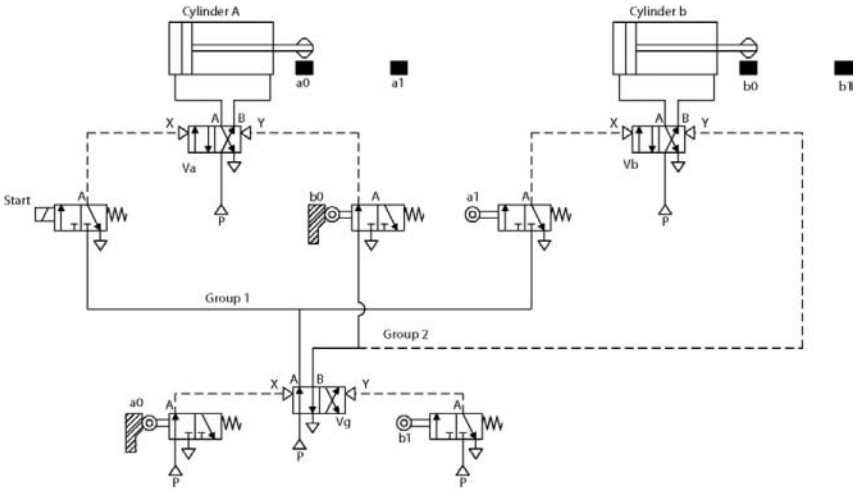 Cylinder A
Cylinder b
a0
a1
b0
b1
X A B Y
X A B Y
Va
Vb
Start
A
b0
A
a1
A
P
P
Group 1
Group 2
X A B Y
a0
A
Vg
b1
A
P
P
P